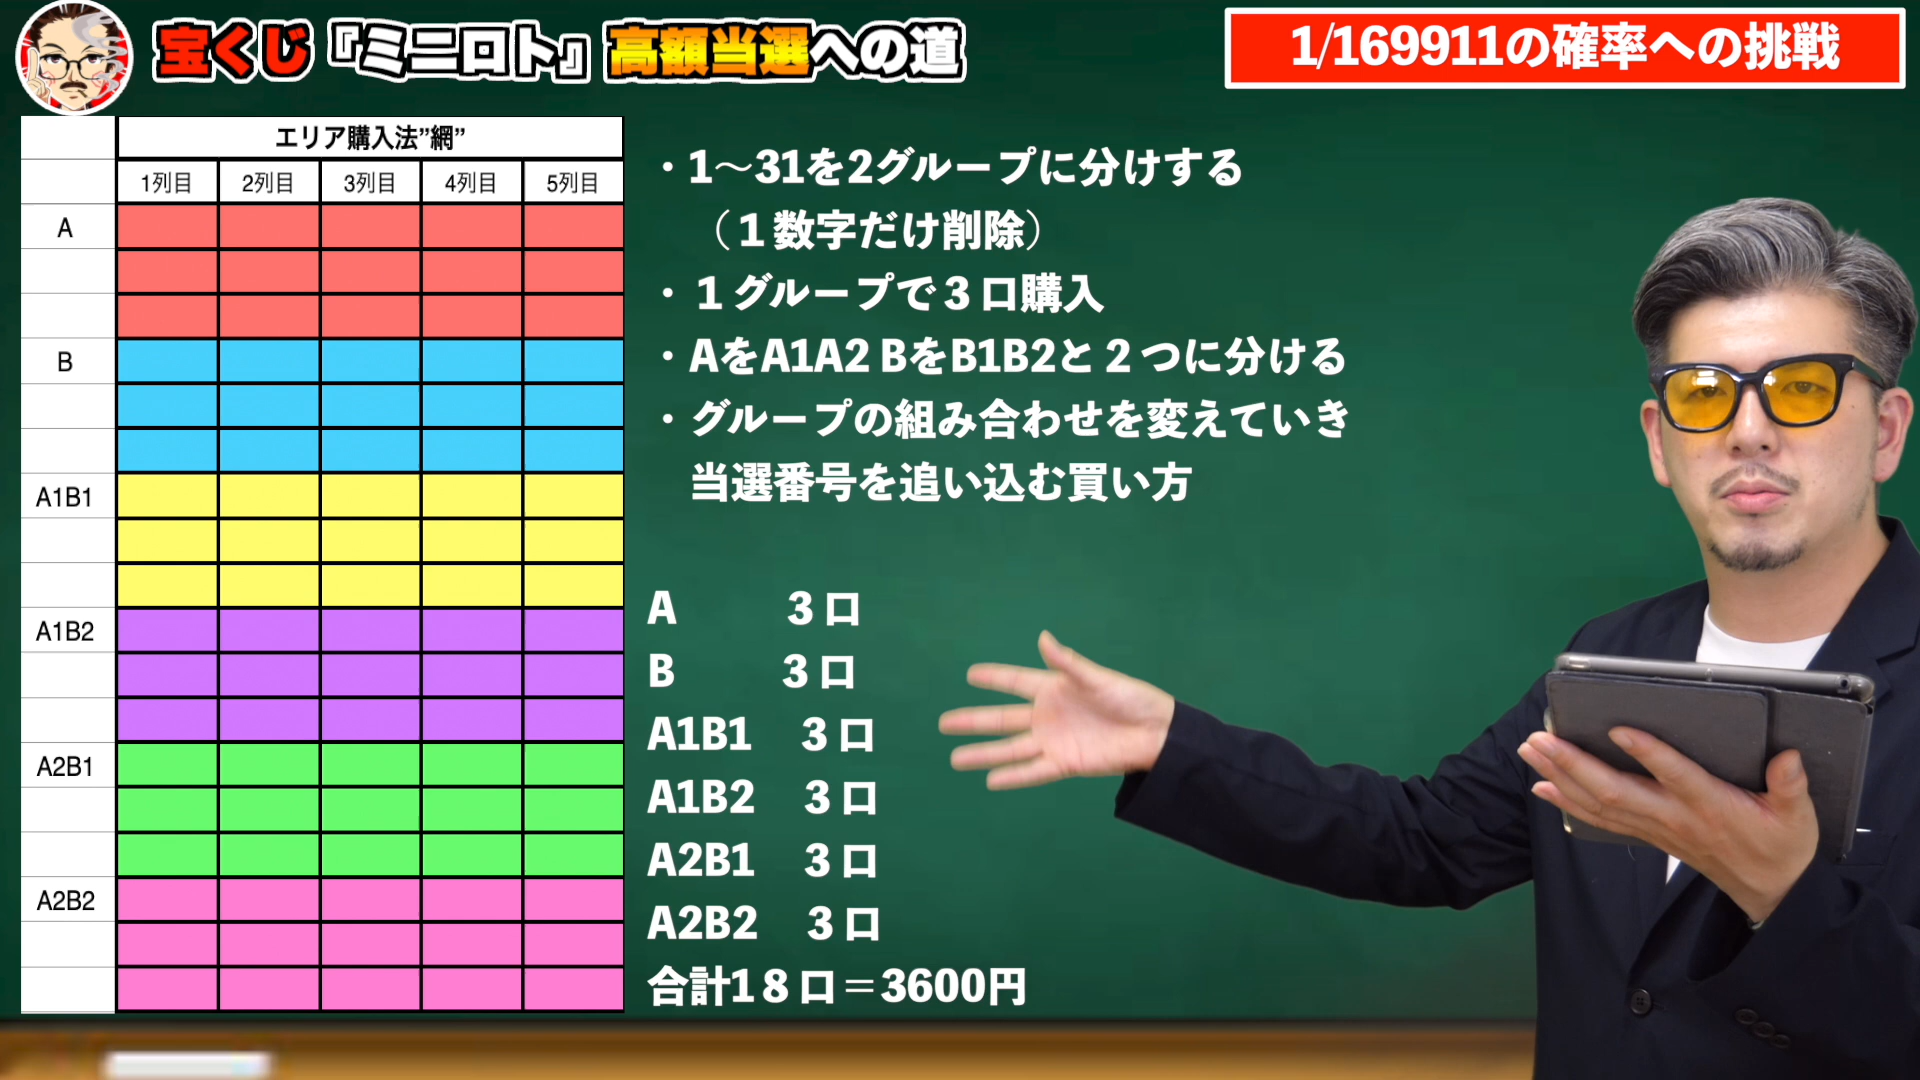 宝くじ『ミニロト』高額当選への道
1/169911の確率への挑戦
エリア購入法”網”
1列目 2列目 3列目 4列目 5列目
A
B
A1B1
A1B2
A2B1
A2B2
・1〜31を2グループに分けする
（１数字だけ削除）
・１グループで３口購入
・AをA1A2 BをB1B2と２つに分ける
・グループの組み合わせを変えていき
当選番号を追い込む買い方
A ３口
B ３口
A1B1 ３口
A1B2 ３口
A2B1 ３口
A2B2 ３口
合計1８口＝3600円